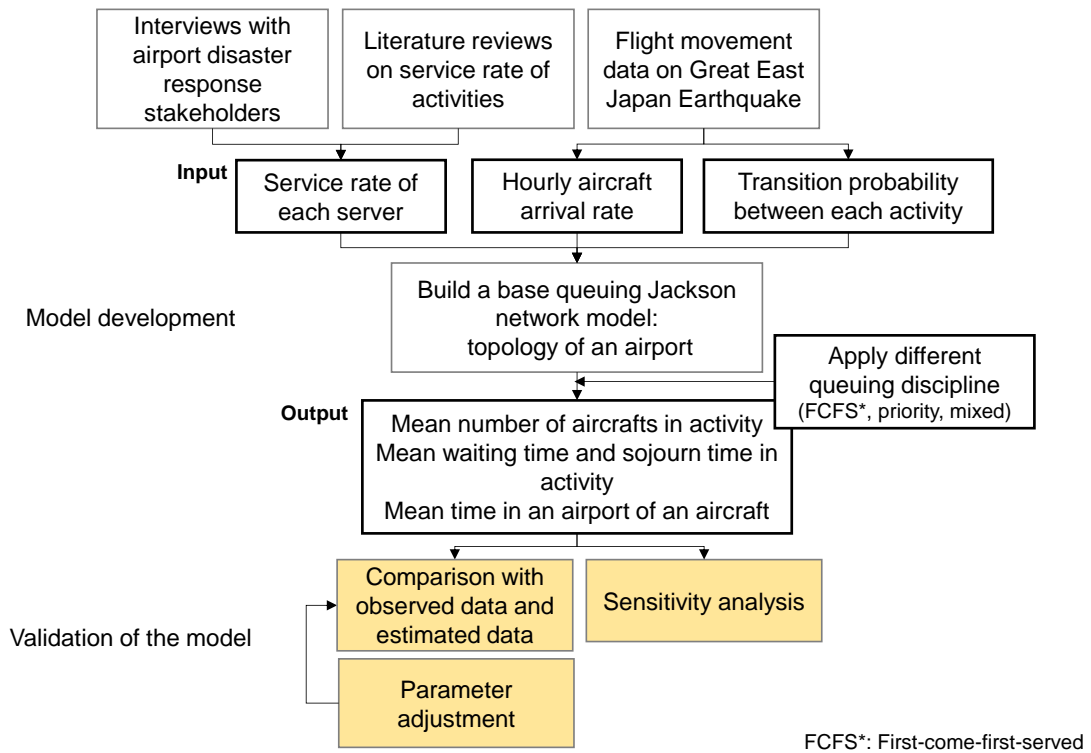 Interviews with
airport disaster
response
stakeholders
Literature reviews
on service rate of
activities
Flight movement
data on Great East
Japan Earthquake
Input
Service rate of
each server
Hourly aircraft
arrival rate
Transition probability
between each activity
Model development
Build a base queuing Jackson
network model:
topology of an airport
Apply different
queuing discipline
(FCFS*, priority, mixed)
Output
Mean number of aircrafts in activity
Mean waiting time and sojourn time in
activity
Mean time in an airport of an aircraft
Comparison with
observed data and
estimated data
Sensitivity analysis
Validation of the model
Parameter
adjustment
FCFS*: First-come-first-served